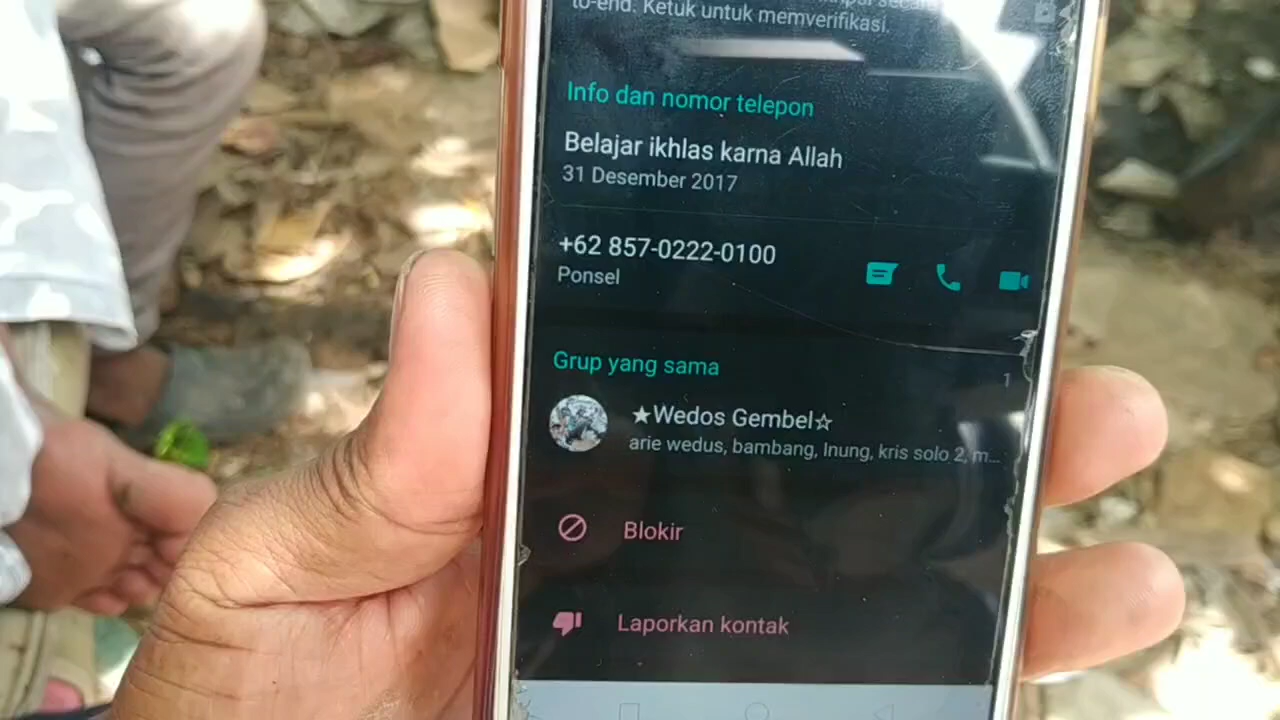 to-end. Ketuk untuk memverifikasi.
Info dan nomor telepon
Belajar ikhlas karna Allah
31 Desember 2017
+62 857-0222-0100
Ponsel
Grup yang sama
1
★Wedos Gembel☆
arie wedus, bambang, Inung, kris solo 2, m...
Blokir
Laporkan kontak